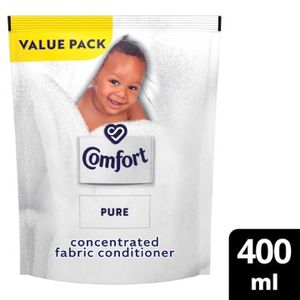 VALUE PACK
Comfort
PURE
concentrated
fabric conditioner
400
ml